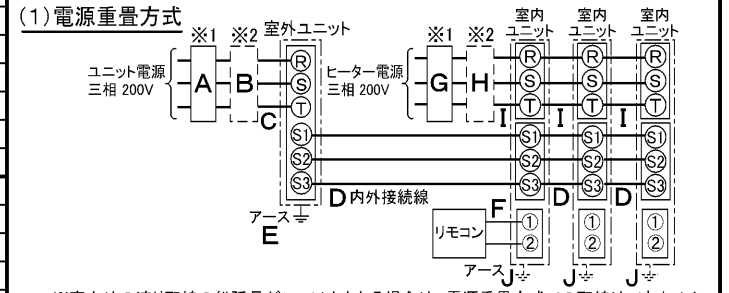 (1)電源重畳方式
※1 ※2 室外ユニット
ユニット電源
三相 200V
A B C
R
S
T
S1
S2
S3
D 内外接続線
アース
E
※1 ※2
ヒーター電源
三相 200V
G H
室内
ユニット
室内
ユニット
室内
ユニット
R R R
S S S
T T T
I I I
S1 S1 S1
S2 S2 S2
S3 S3 S3
F D D
リモコン
① ① ①
② ② ②
アース J J J